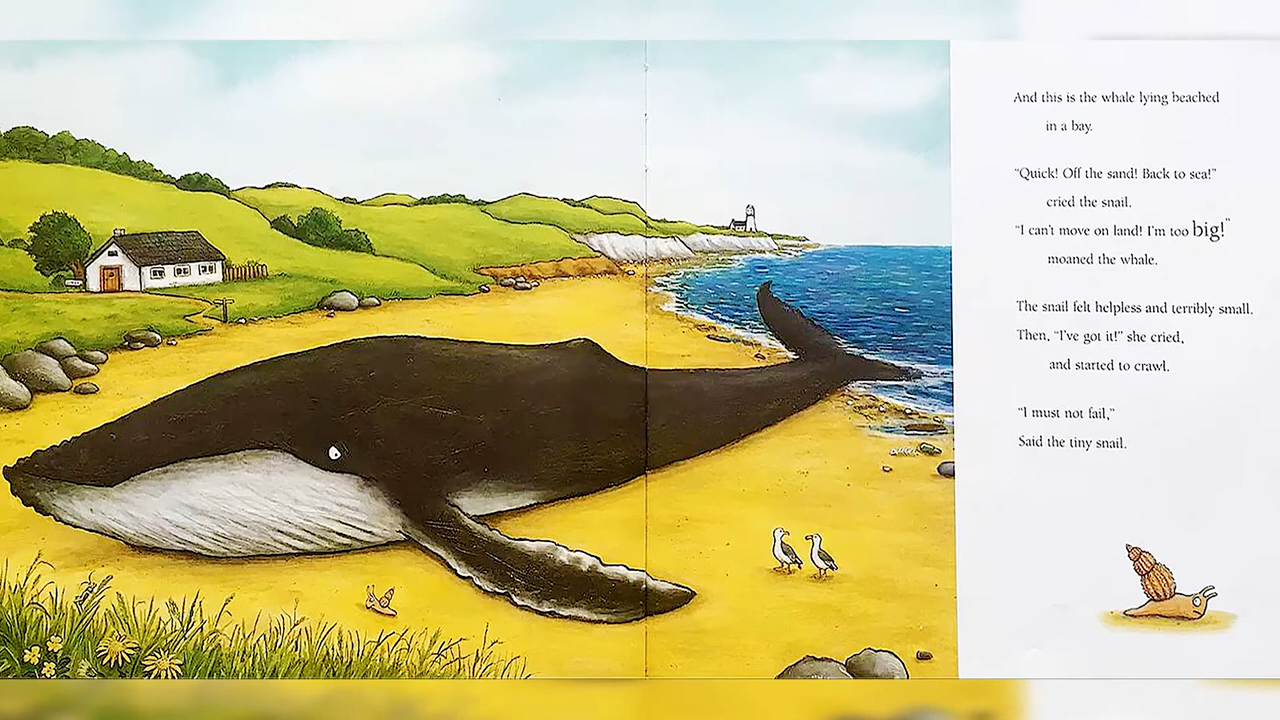 And this is the whale lying beached
in a bay.
“Quick! Off the sand! Back to sea!”
cried the snail.
“I can't move on land! I'm too big!”
moaned the whale.
The snail felt helpless and terribly small.
Then, “I've got it!” she cried,
and started to crawl.
“I must not fail,”
Said the tiny snail.